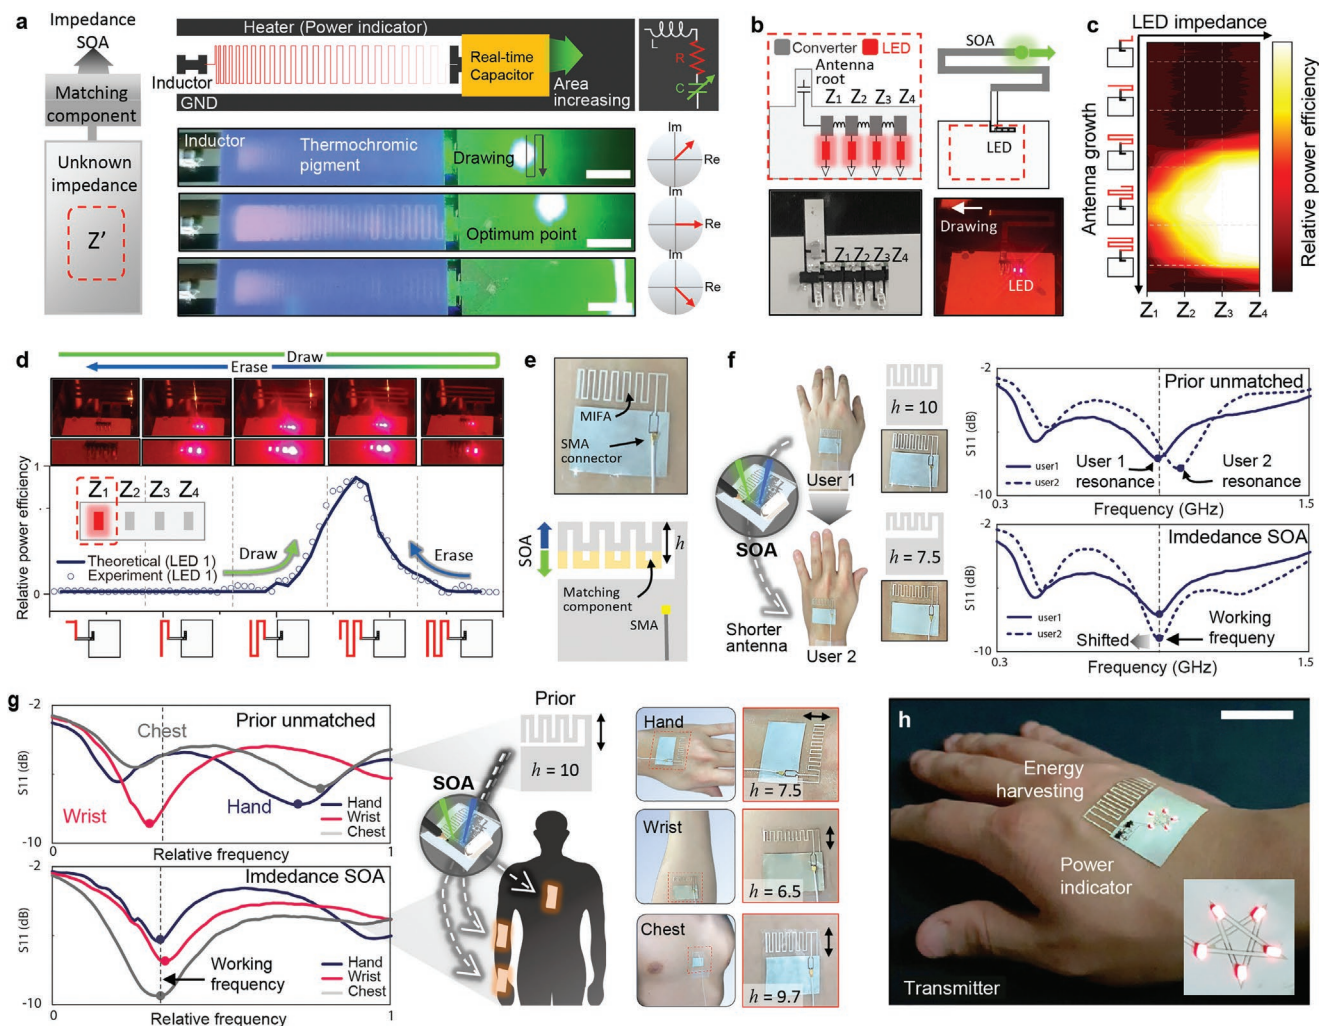 a
Impedance
SOA
Matching
component
Unknown
impedance
Z'
Heater (Power indicator)
Inductor
Real-time
Capacitor
Area
increasing
GND
L
R
C
Inductor
Thermochromic
pigment
Drawing
Optimum point
Im
Re
Im
Re
Im
Re
b
Converter
LED
Antenna
root
Z1 Z2 Z3 Z4
SOA
LED
Z1 Z2 Z3 Z4
Drawing
LED
c
LED impedance
Antenna growth
Relative power efficiency
Z1 Z2 Z3 Z4
d
Draw
Erase
Relative power efficiency
1
0
Z1 Z2 Z3 Z4
Theoretical (LED 1)
Experiment (LED 1)
Draw
Erase
e
MIFA
SMA
connector
SOA
h
Matching
component
SMA
f
User 1
SOA
Shorter
antenna
User 2
h = 10
h = 7.5
-2
Prior unmatched
S11 (dB)
user1
user2
User 1
resonance
User 2
resonance
-10
Frequency (GHz)
1.5
0.3
-2
Imdedance SOA
S11 (dB)
user1
user2
Shifted
Working
frequeny
-10
0.3
Frequency (GHz)
1.5
g
-2
Prior unmatched
Chest
S11 (dB)
Wrist
Hand
Hand
Wrist
Chest
-10
0
Relative frequency
1
-2
Imdedance SOA
S11 (dB)
Working
frequency
Hand
Wrist
Chest
-10
0
Relative frequency
1
Prior
h = 10
SOA
Hand
h = 7.5
Wrist
h = 6.5
Chest
h = 9.7
h
Energy
harvesting
Power
indicator
Transmitter